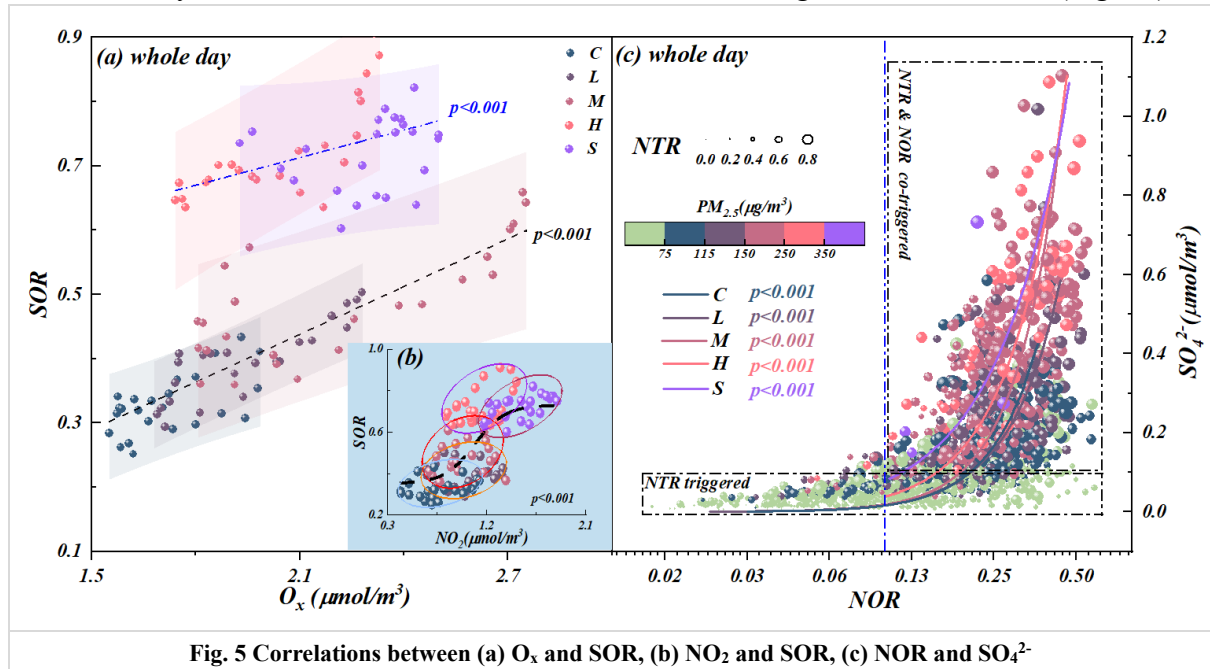 (a) whole day
C
L
M
H
S
p<0.001
p<0.001
SOR
0.9
0.7
0.5
0.3
0.1
1.5
2.1
2.7
Oₓ (μmol/m³)
(b)
SOR
1.0
0.6
0.2
p<0.001
0.3
1.2
2.1
NO₂(μmol/m³)
(c) whole day
NTR
0.0 0.2 0.4 0.6 0.8
PM₂.₅(μg/m³)
75 115 150 250 350
C p<0.001
L p<0.001
M p<0.001
H p<0.001
S p<0.001
NTR & NOR co-triggered
NTR triggered
1.2
1.0
0.8
0.6
0.4
0.2
0.0
SO₄²⁻(μmol/m³)
0.02
0.03
0.06
0.13
0.25
0.50
NOR
Fig. 5 Correlations between (a) Oₓ and SOR, (b) NO₂ and SOR, (c) NOR and SO₄²⁻